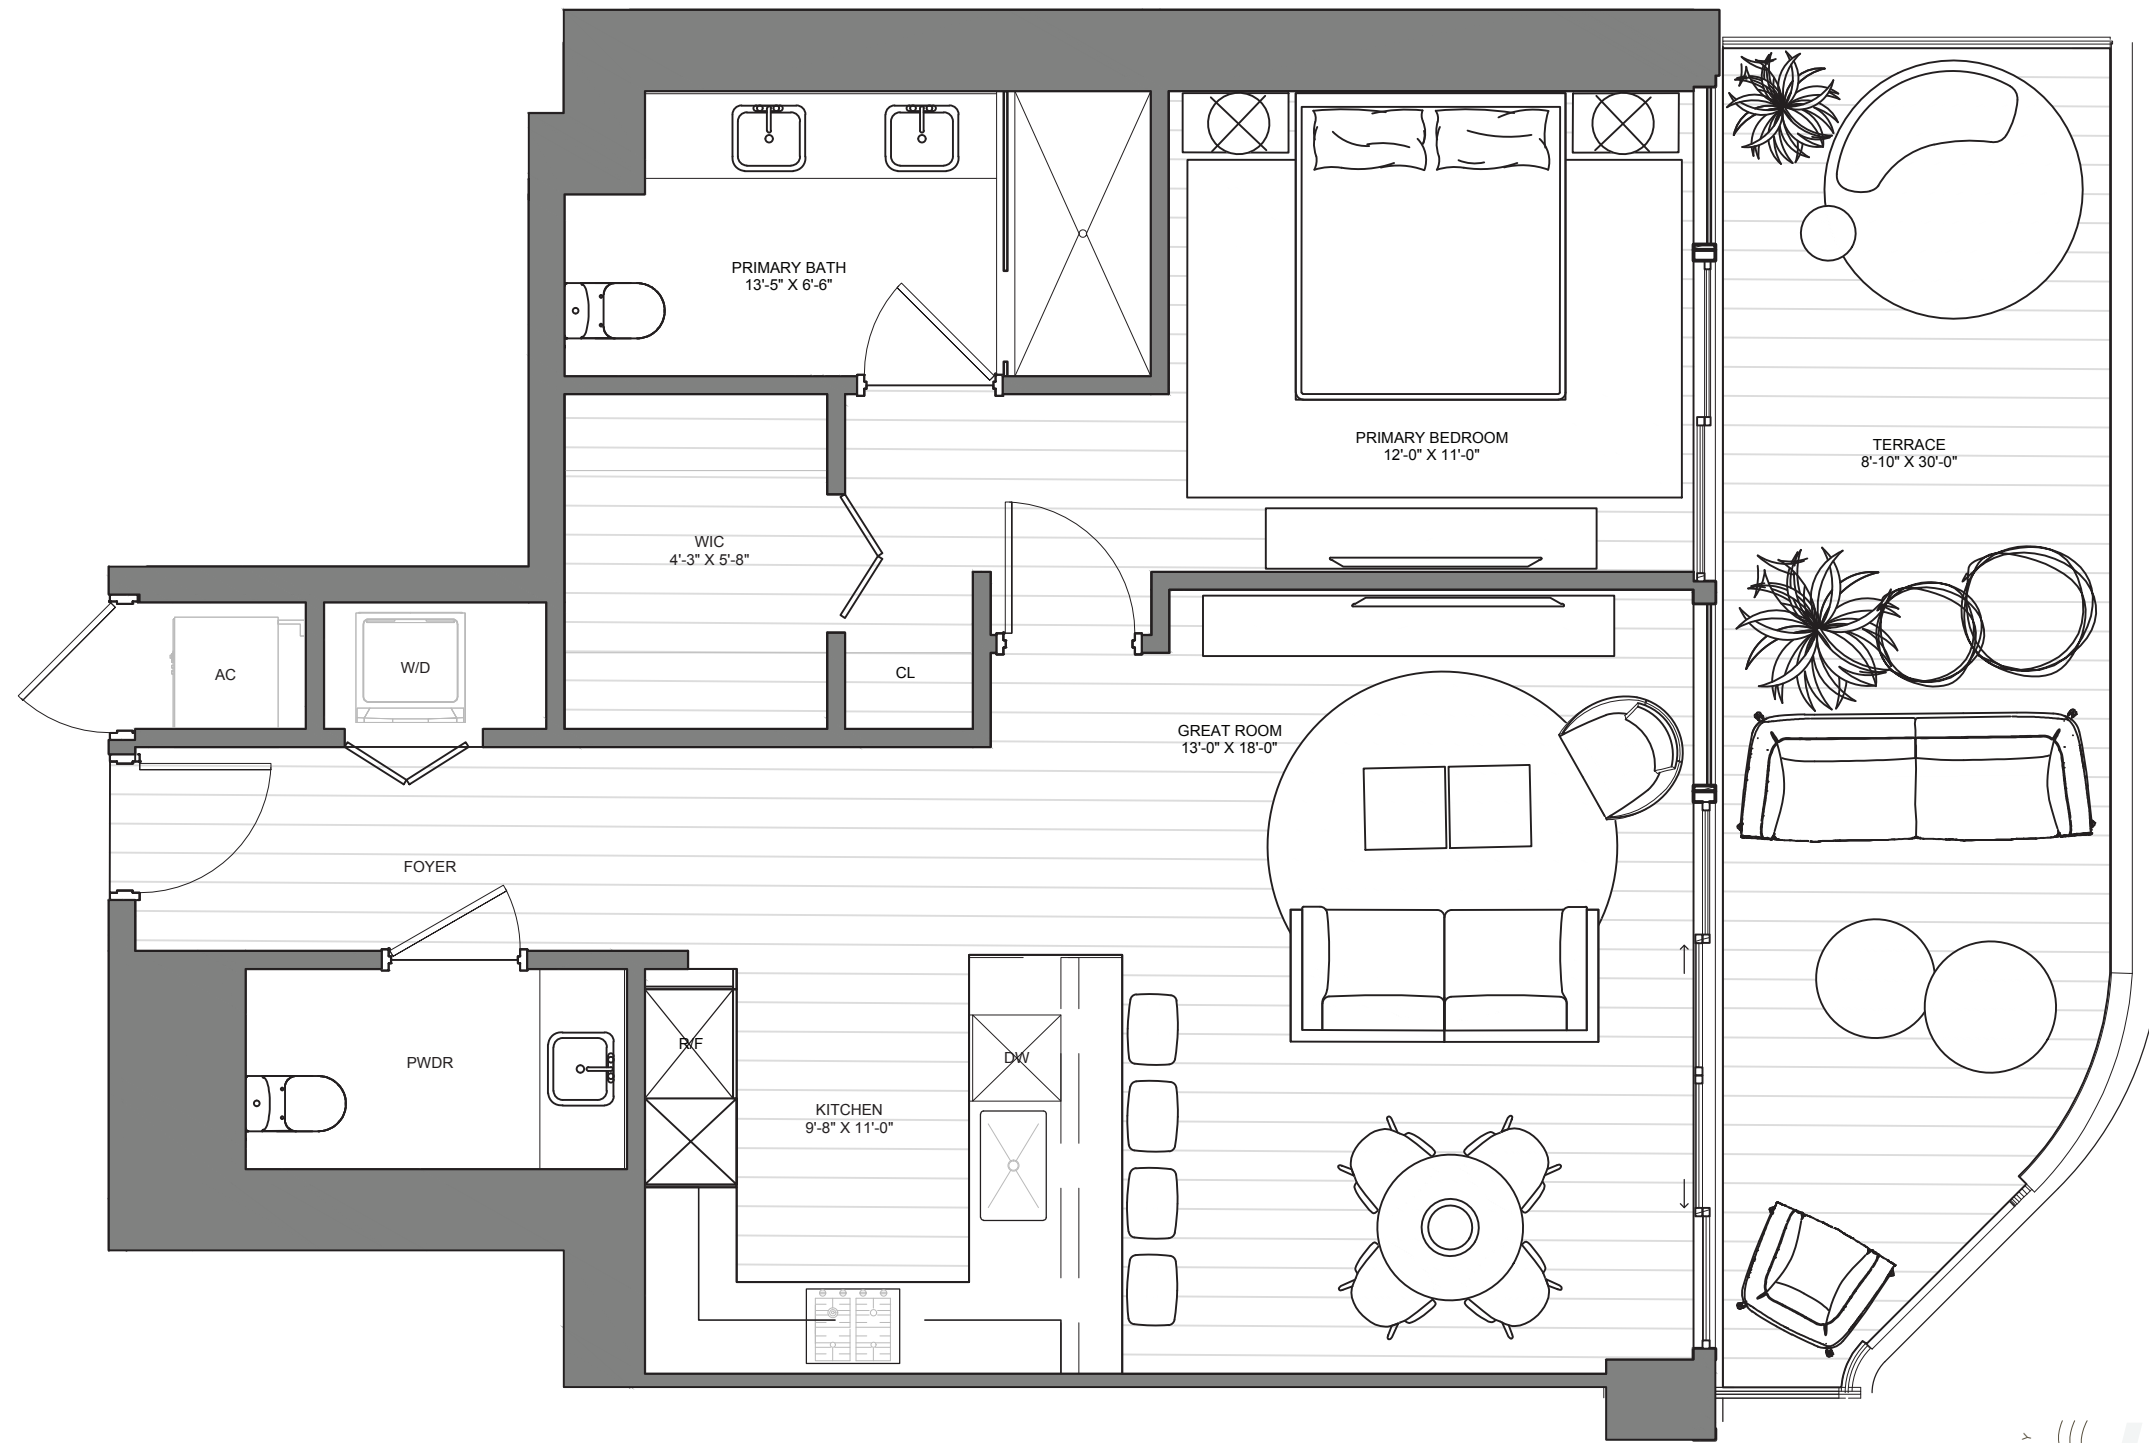 PRIMARY BATH
13'-5" X 6'-6"
PRIMARY BEDROOM
12'-0" X 11'-0"
TERRACE
8'-10" X 30'-0"
WIC
4'-3" X 5'-8"
AC
W/D
CL
GREAT ROOM
13'-0" X 18'-0"
FOYER
PWDR
R/F
DW
KITCHEN
9'-8" X 11'-0"